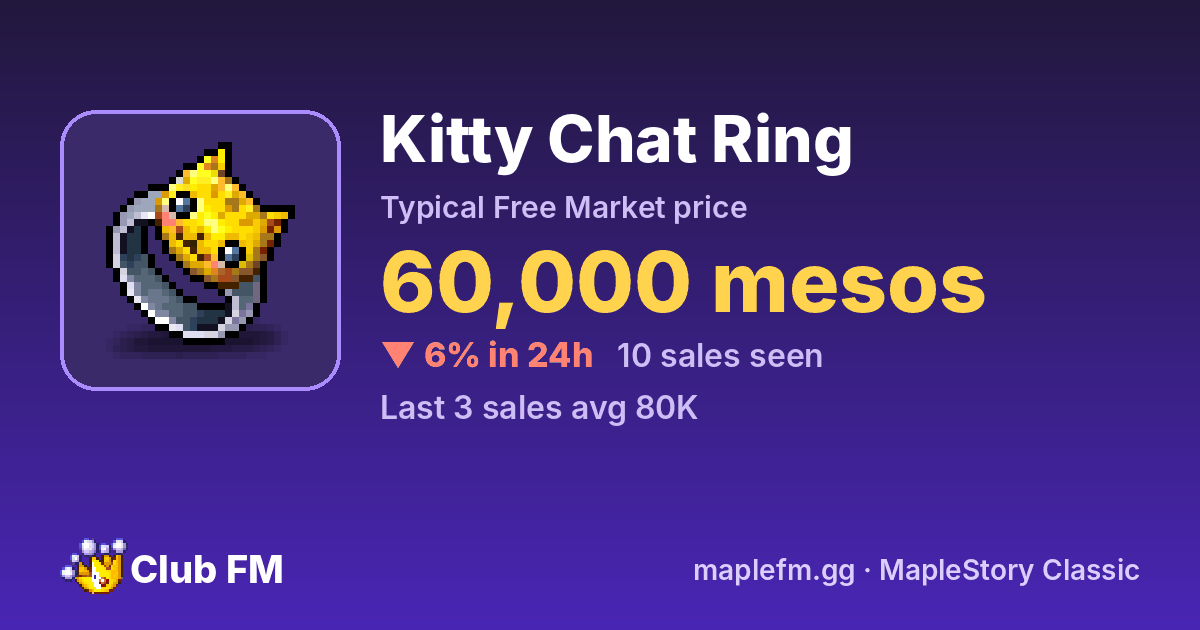 Kitty Chat Ring
Typical Free Market price
60,000 mesos
▼ 6% in 24h 10 sales seen
Last 3 sales avg 80K
Club FM
maplefm.gg · MapleStory Classic